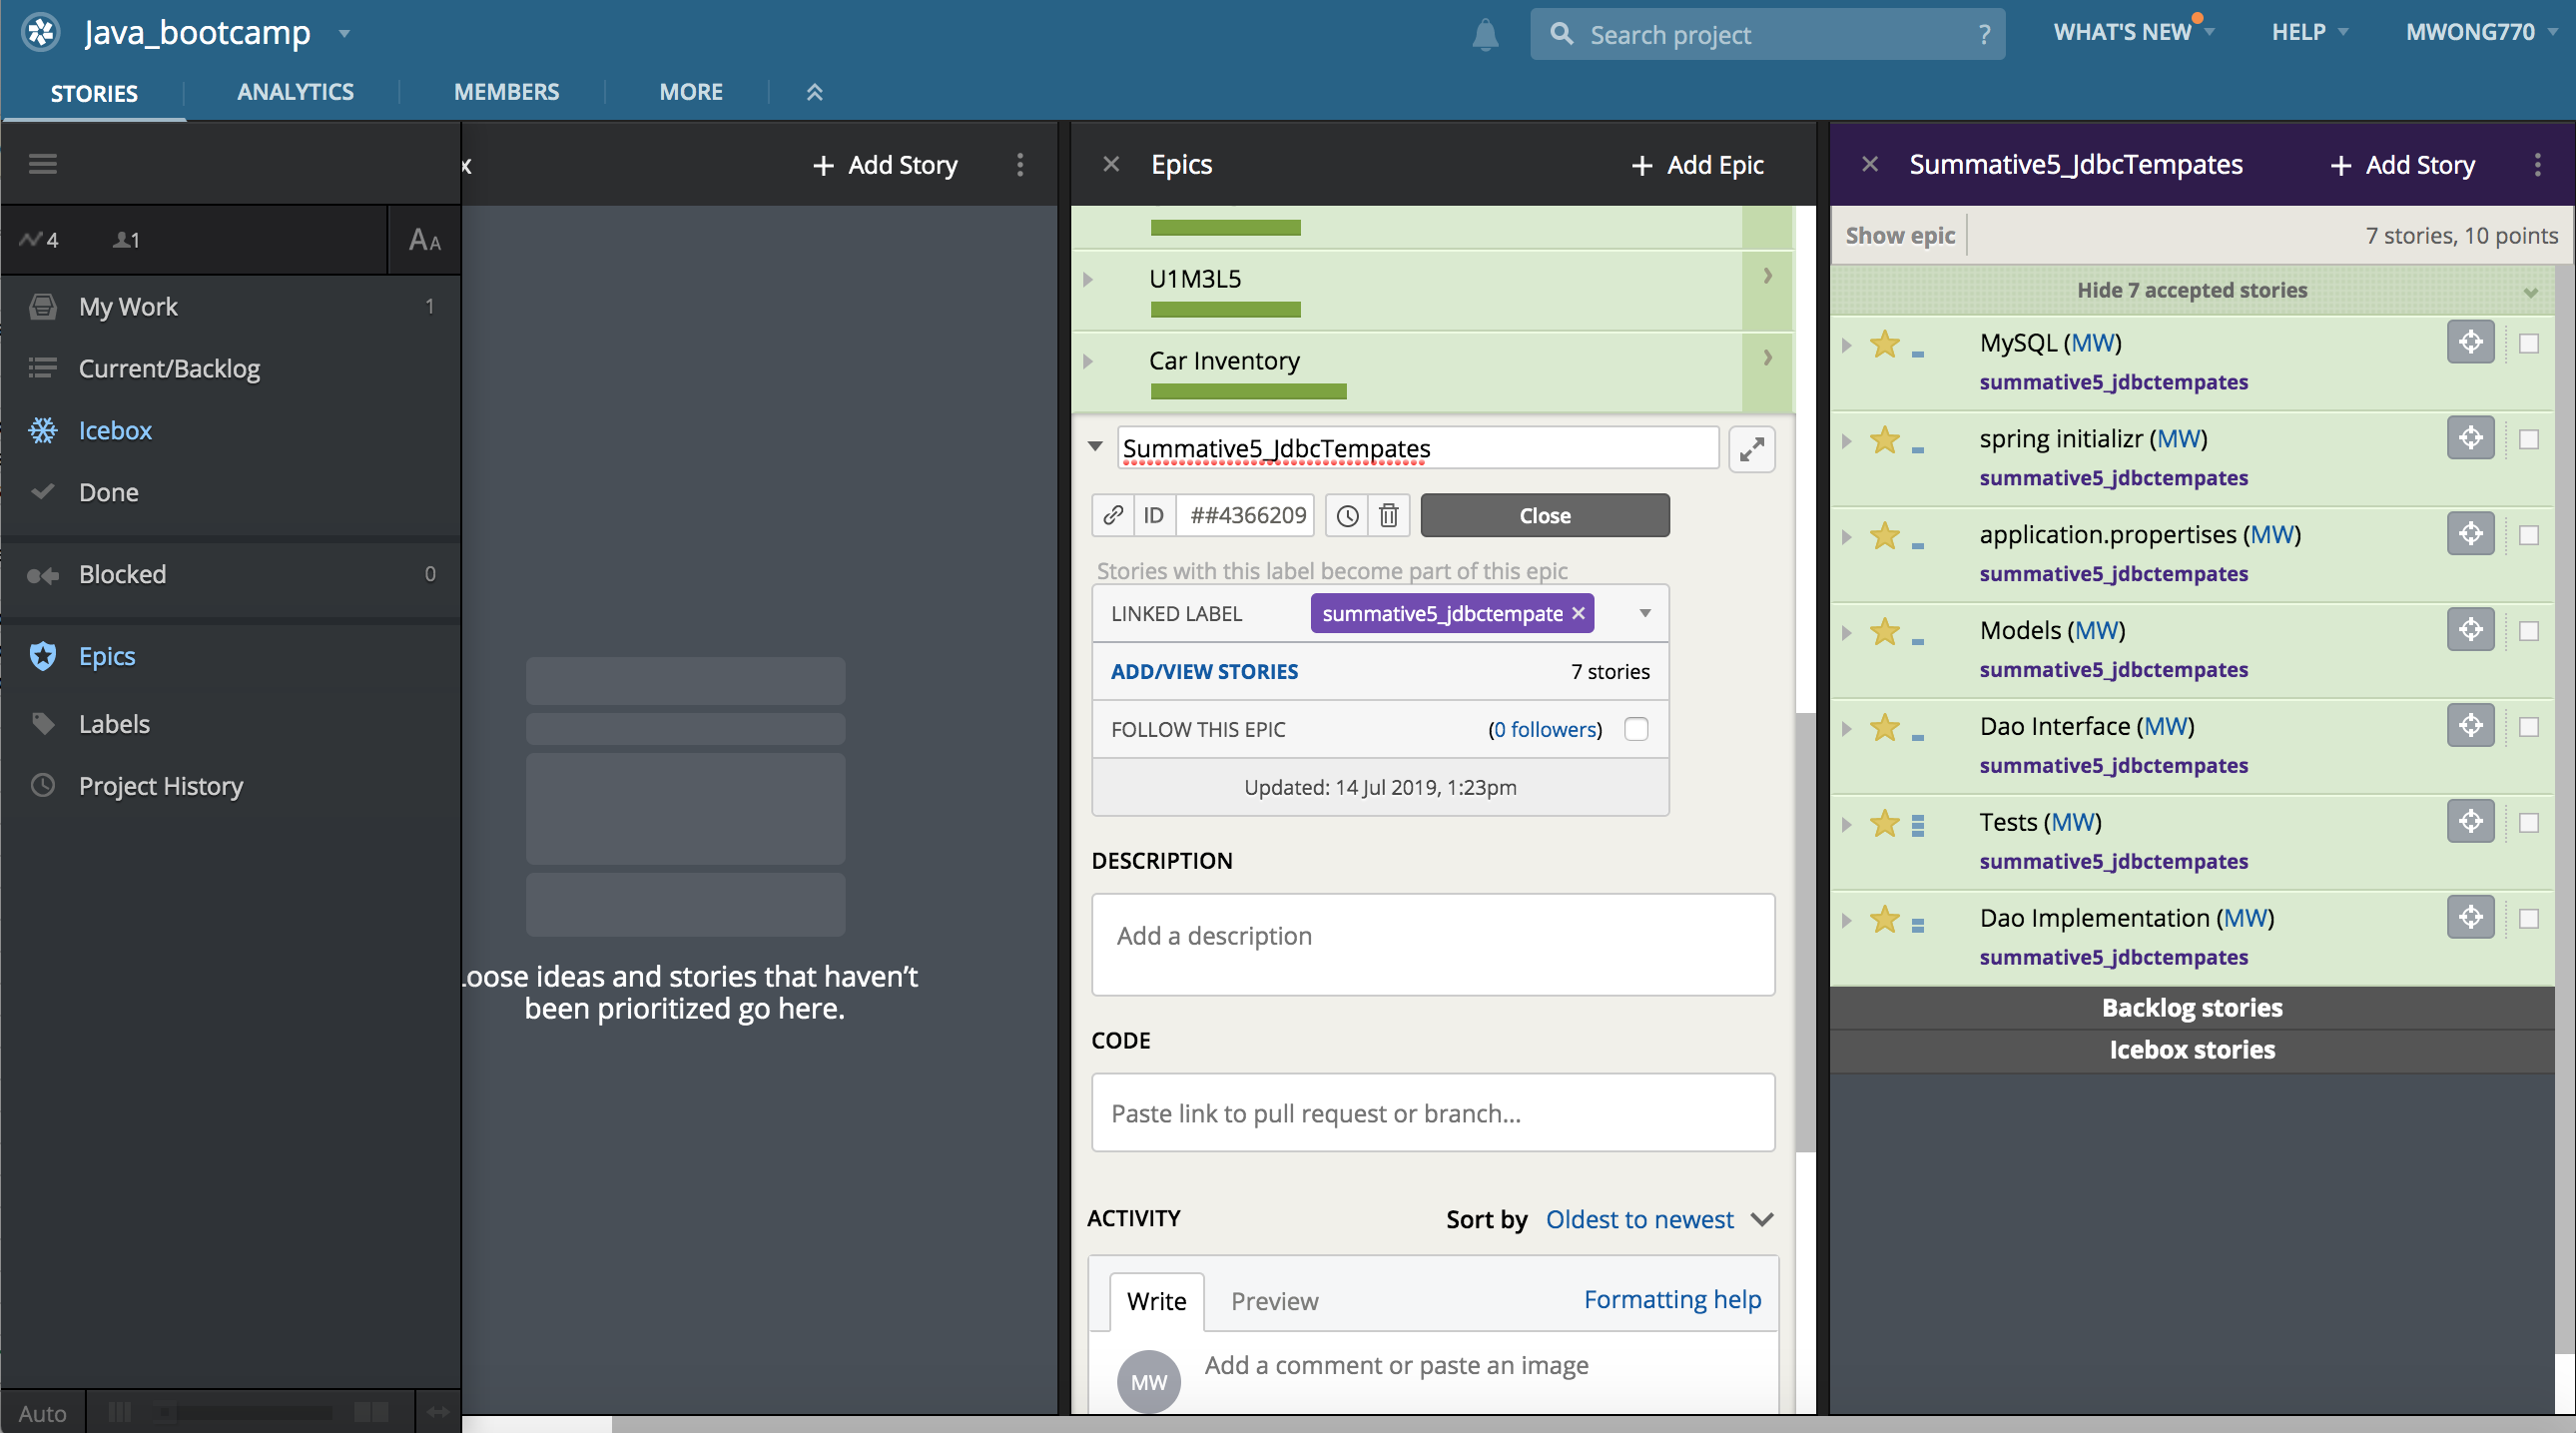 Java_bootcamp
Search project ?
WHAT'S NEW
HELP
MWONG770
STORIES
ANALYTICS
MEMBERS
MORE
4
1
AA
My Work 1
Current/Backlog
Icebox
Done
Blocked 0
Epics
Labels
Project History
Auto
x
+ Add Story
oose ideas and stories that haven't
been prioritized go here.
Epics
+ Add Epic
U1M3L5
Car Inventory
Summative5_JdbcTempates
ID ##4366209 Close
Stories with this label become part of this epic
LINKED LABEL summative5_jdbctempate
ADD/VIEW STORIES 7 stories
FOLLOW THIS EPIC (0 followers)
Updated: 14 Jul 2019, 1:23pm
DESCRIPTION
Add a description
CODE
Paste link to pull request or branch...
ACTIVITY Sort by Oldest to newest
Write Preview Formatting help
MW Add a comment or paste an image
Summative5_JdbcTempates + Add Story
Show epic 7 stories, 10 points
Hide 7 accepted stories
MySQL (MW)
summative5_jdbctempates
spring initializr (MW)
summative5_jdbctempates
application.propertises (MW)
summative5_jdbctempates
Models (MW)
summative5_jdbctempates
Dao Interface (MW)
summative5_jdbctempates
Tests (MW)
summative5_jdbctempates
Dao Implementation (MW)
summative5_jdbctempates
Backlog stories
Icebox stories